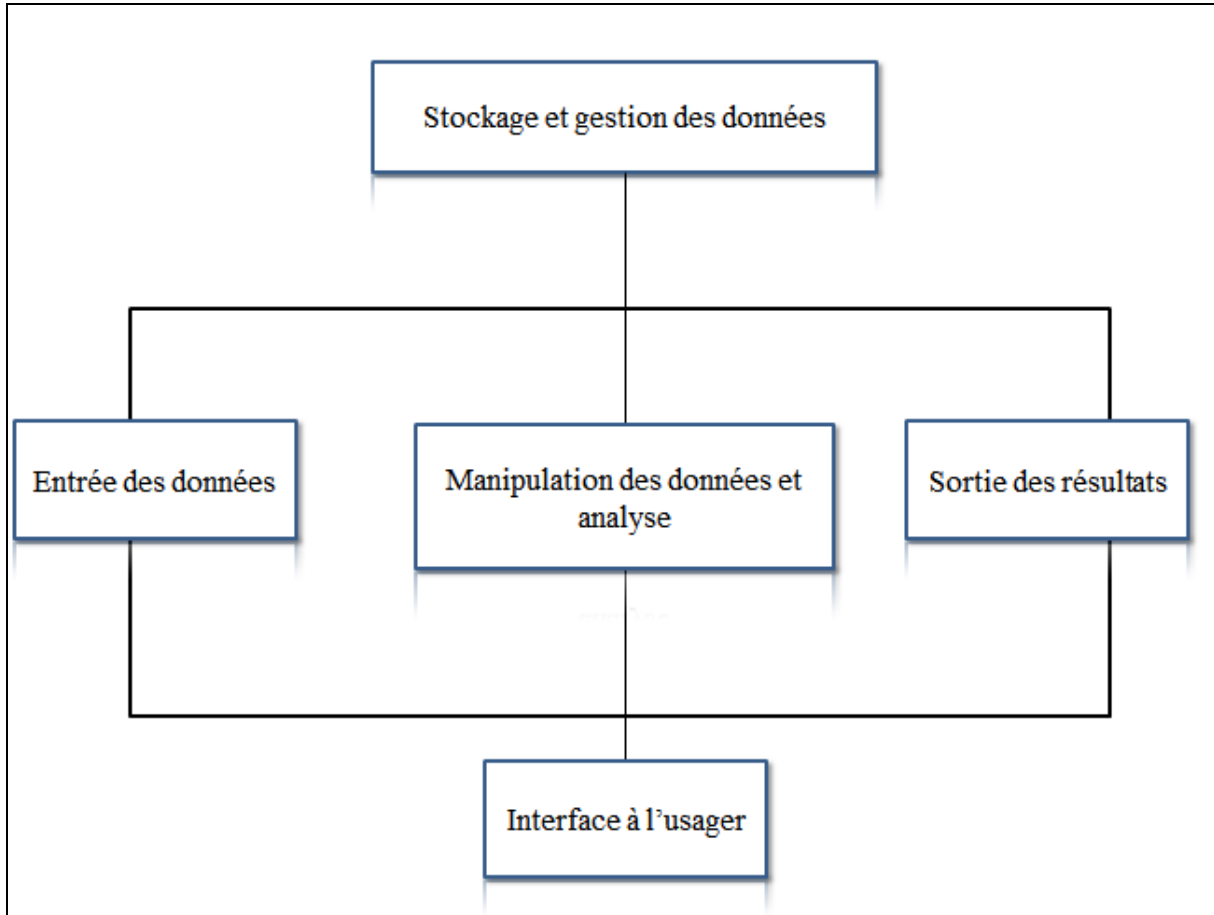 Stockage et gestion des données
Entrée des données
Manipulation des données et
analyse
Sortie des résultats
Interface à l’usager